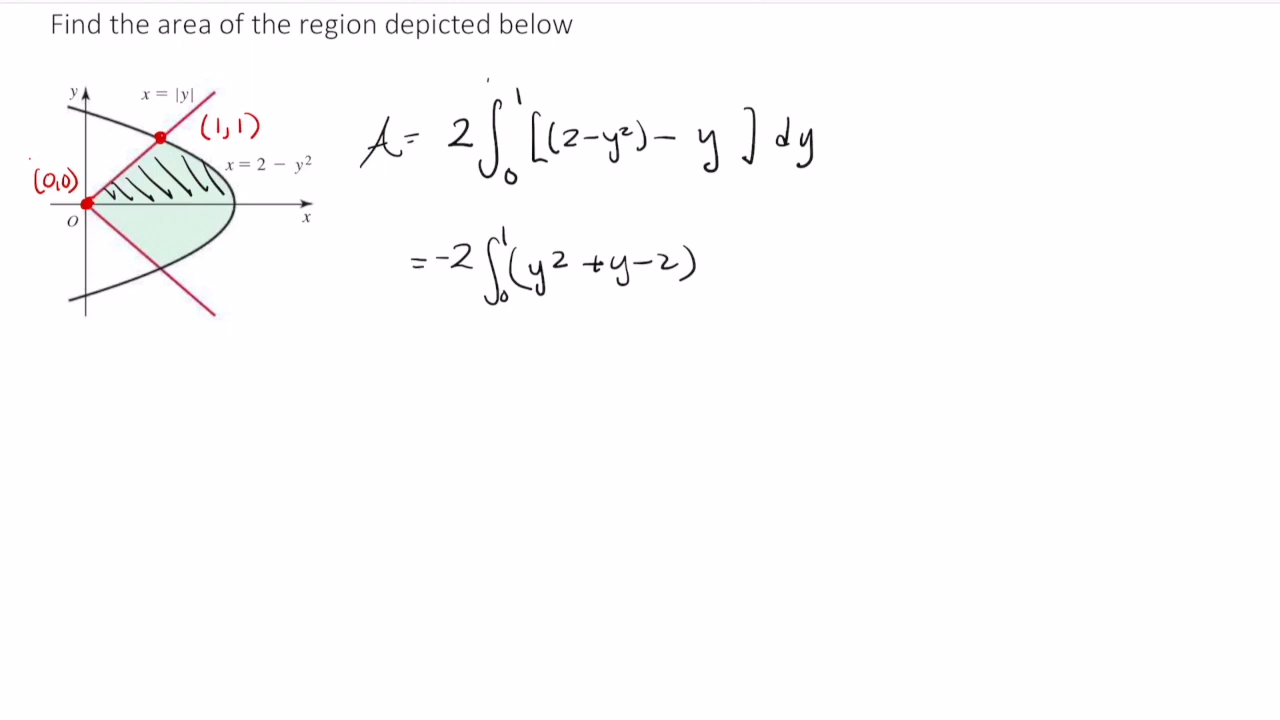 Find the area of the region depicted below
y
x = |y|
(1,1)
x = 2 − y²
(0,0)
O
x
A = 2∫₀¹ [(2−y²) − y] dy
= −2 ∫₀¹ (y² + y − 2)